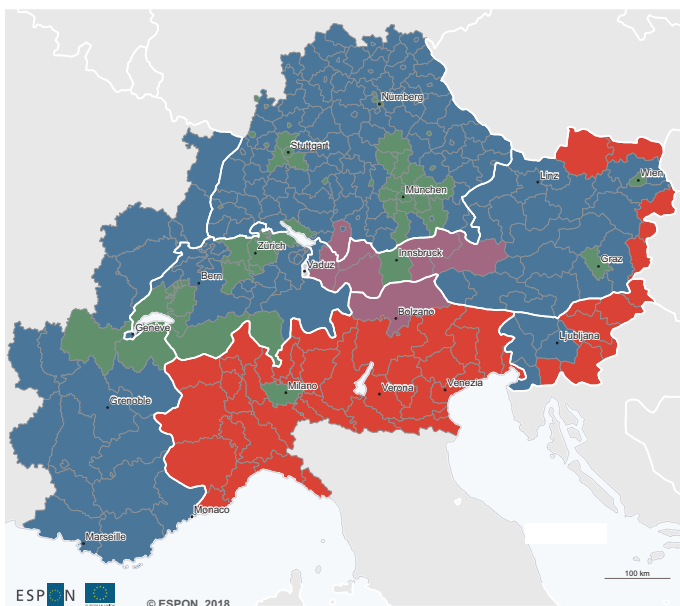 Nürnberg
Stuttgart
Linz
Wien
München
Zürich
Innsbruck
Vaduz
Graz
Bern
Bolzano
Genève
Ljubljana
Milano
Venezia
Verona
Grenoble
Monaco
Marseille
100 km
ESPON
© ESPON, 2018